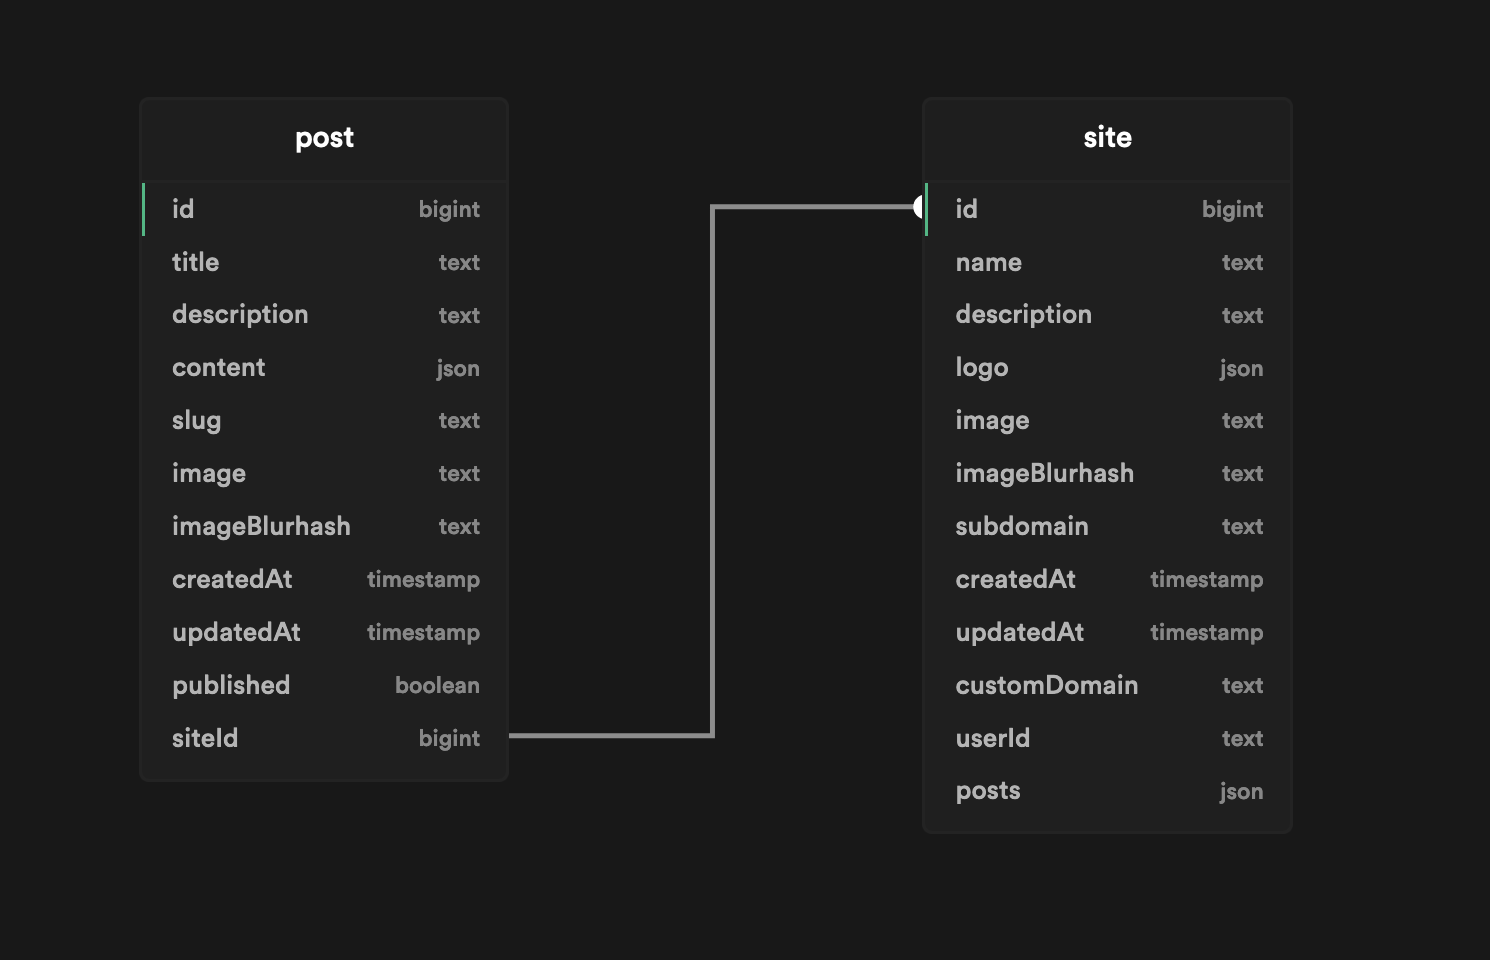 post
id bigint
title text
description text
content json
slug text
image text
imageBlurhash text
createdAt timestamp
updatedAt timestamp
published boolean
siteId bigint
site
id bigint
name text
description text
logo json
image text
imageBlurhash text
subdomain text
createdAt timestamp
updatedAt timestamp
customDomain text
userId text
posts json